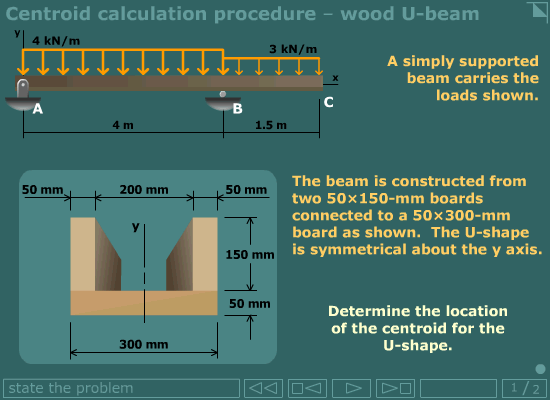 Centroid calculation procedure – wood U-beam
y
4 kN/m
3 kN/m
x
A
B
C
4 m
1.5 m
A simply supported
beam carries the
loads shown.
50 mm
200 mm
50 mm
y
150 mm
50 mm
300 mm
The beam is constructed from
two 50×150-mm boards
connected to a 50×300-mm
board as shown.  The U-shape
is symmetrical about the y axis.
Determine the location
of the centroid for the
U-shape.
state the problem
1 / 2